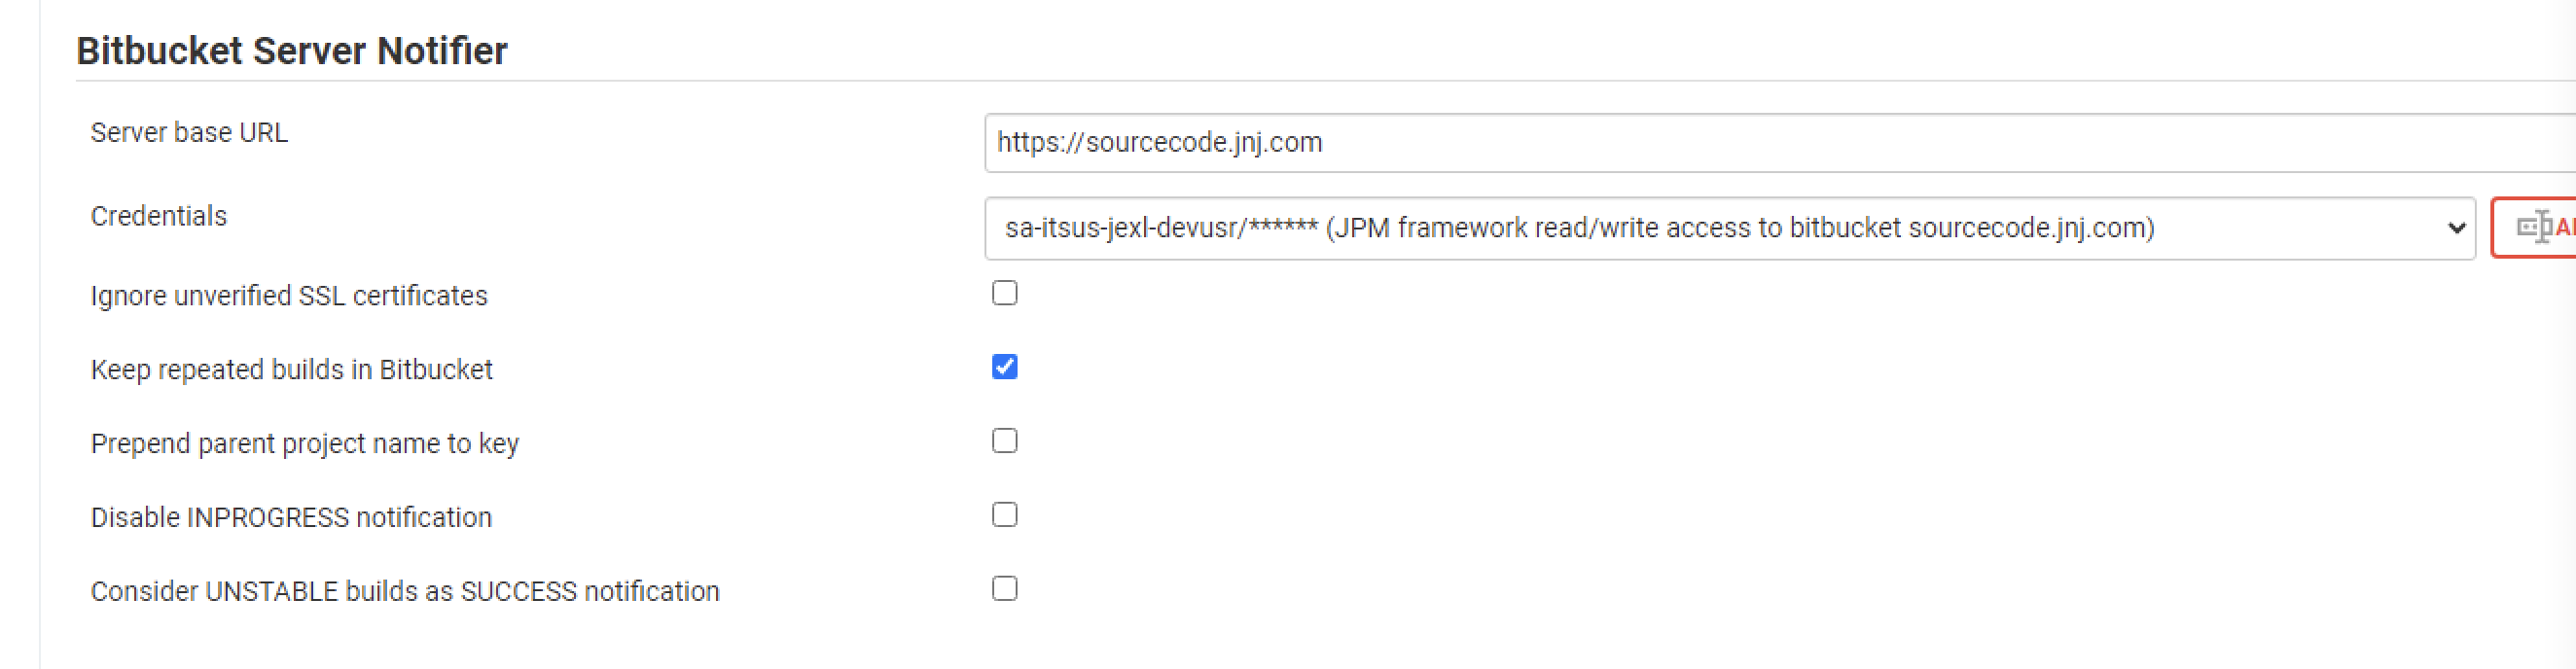 Bitbucket Server Notifier
Server base URL
https://sourcecode.jnj.com
Credentials
sa-itsus-jexl-devusr/****** (JPM framework read/write access to bitbucket sourcecode.jnj.com)
Ignore unverified SSL certificates
Keep repeated builds in Bitbucket
Prepend parent project name to key
Disable INPROGRESS notification
Consider UNSTABLE builds as SUCCESS notification